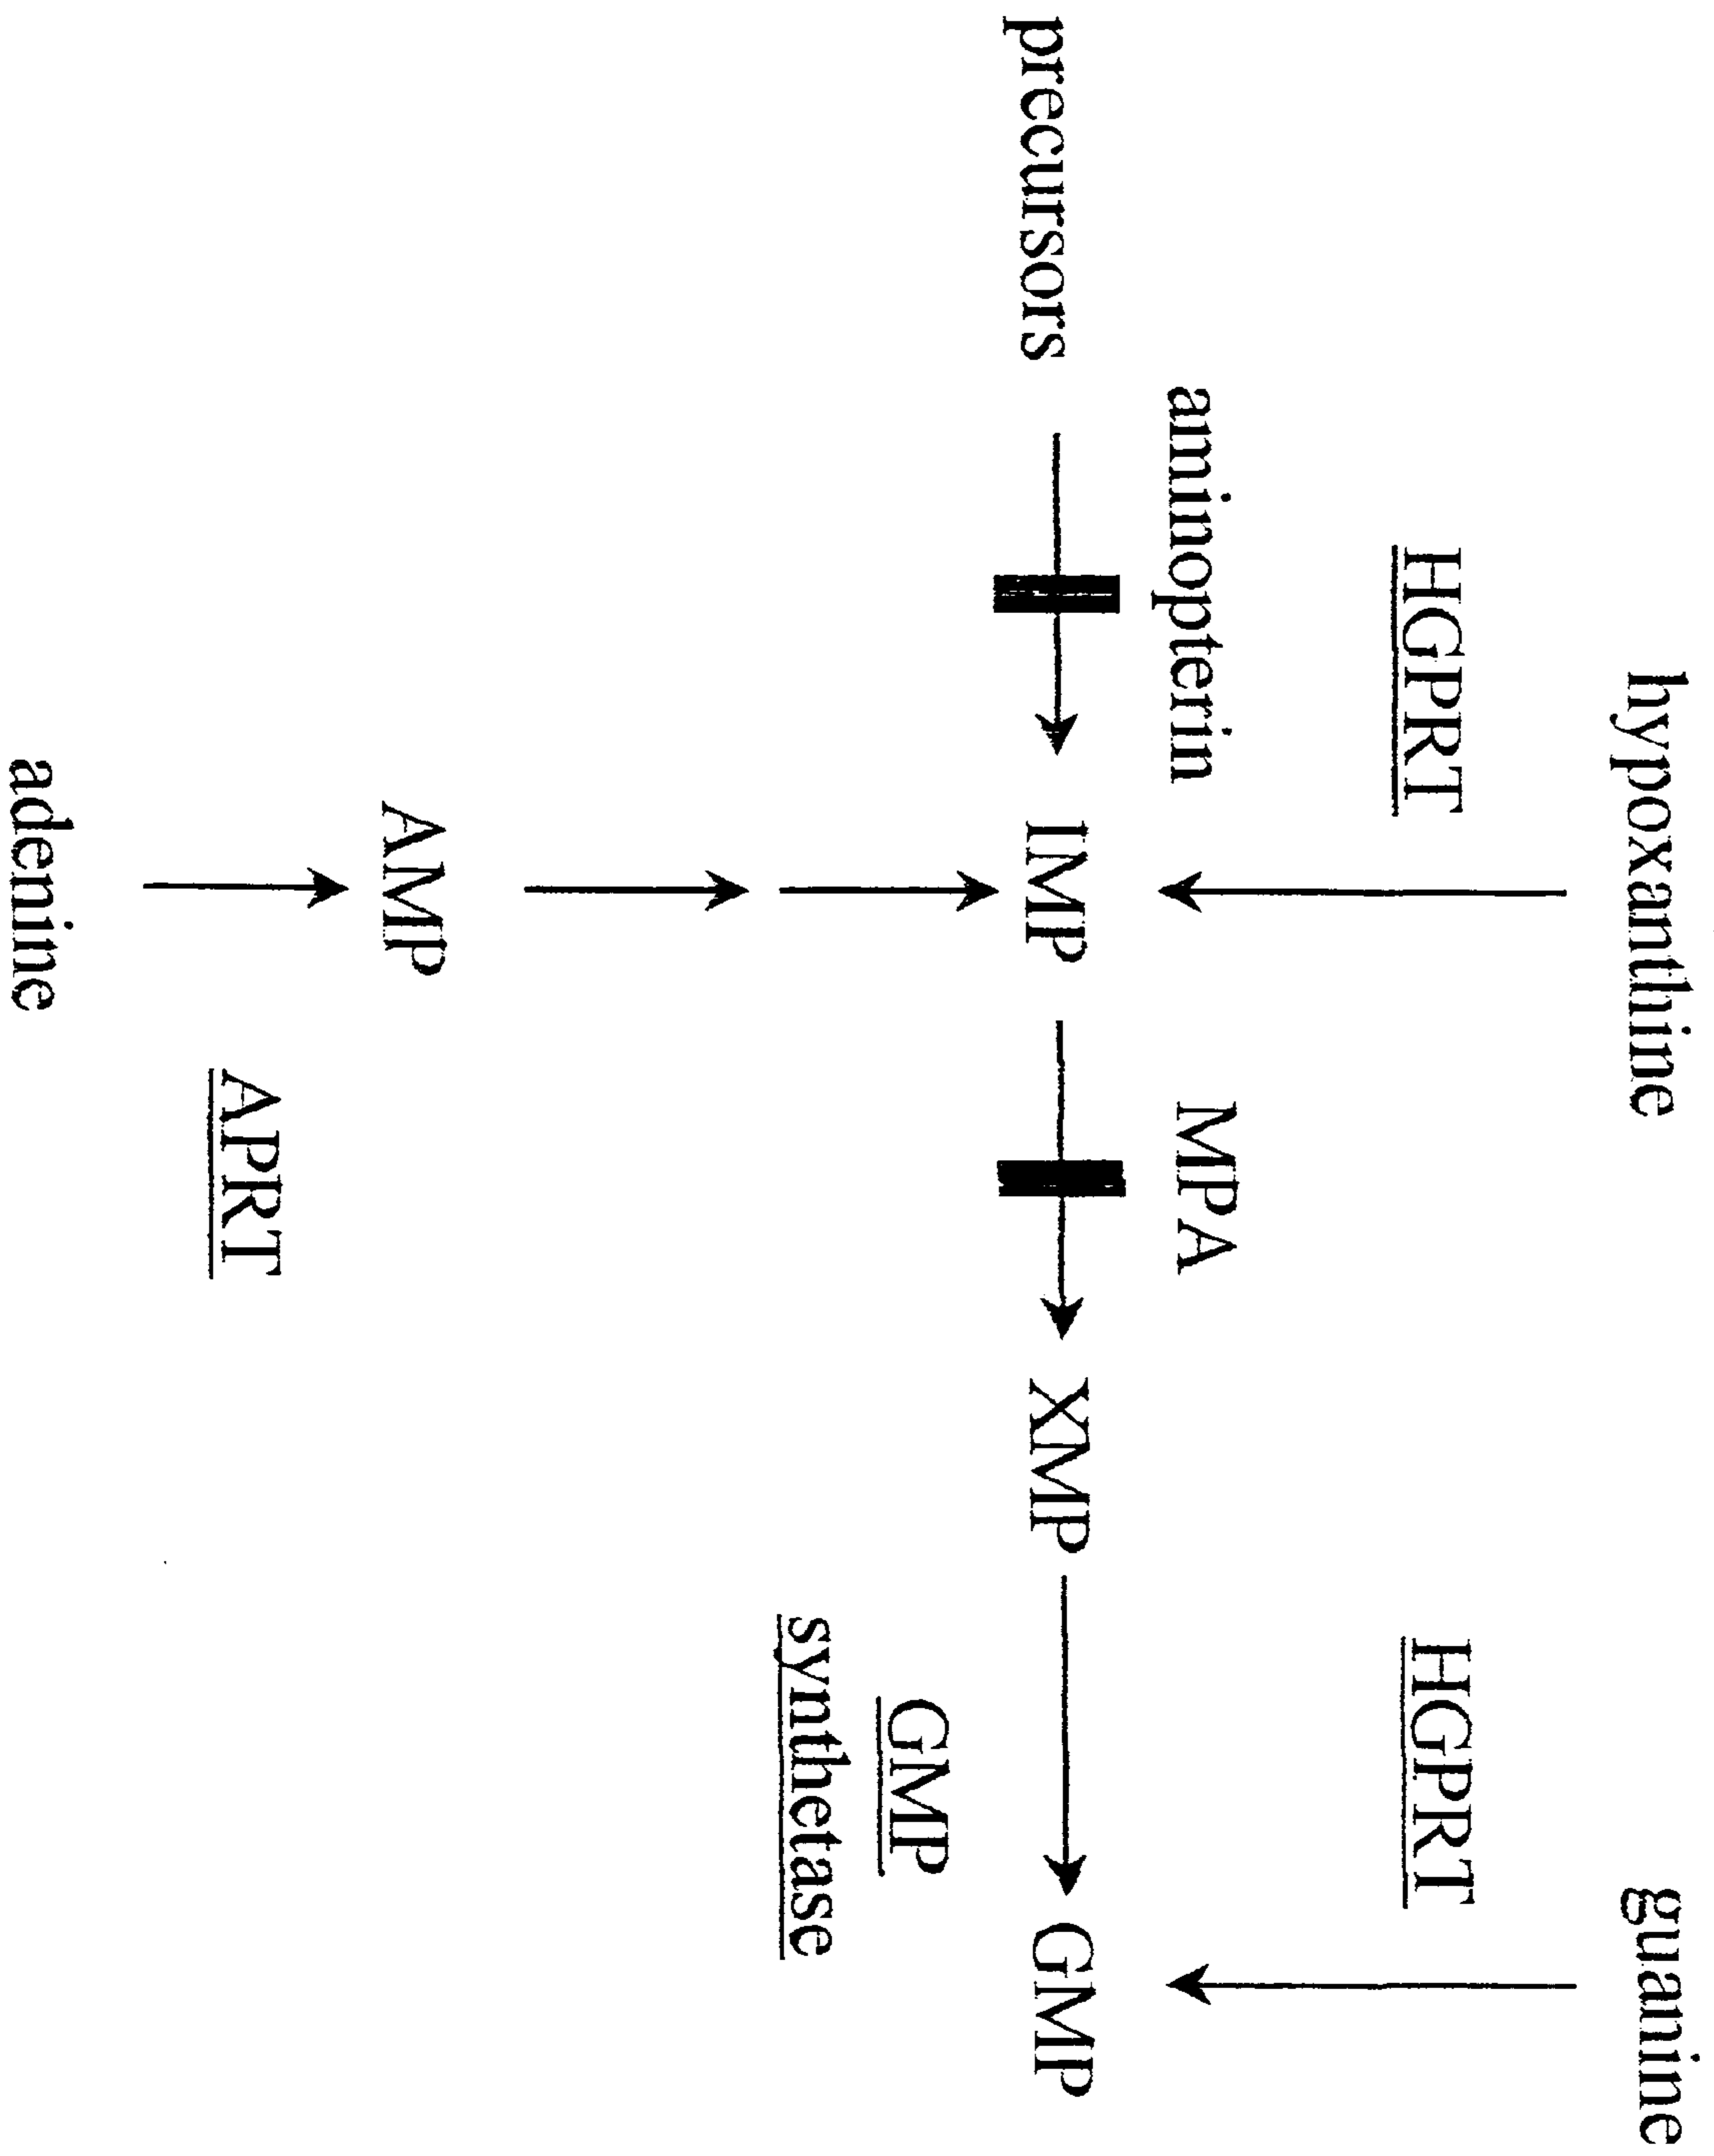 hypoxanthine
guanine
HGPRT
HGPRT
aminopterin
MPA
precursors
IMP
XMP
GMP
GMP
synthetase
AMP
APRT
adenine